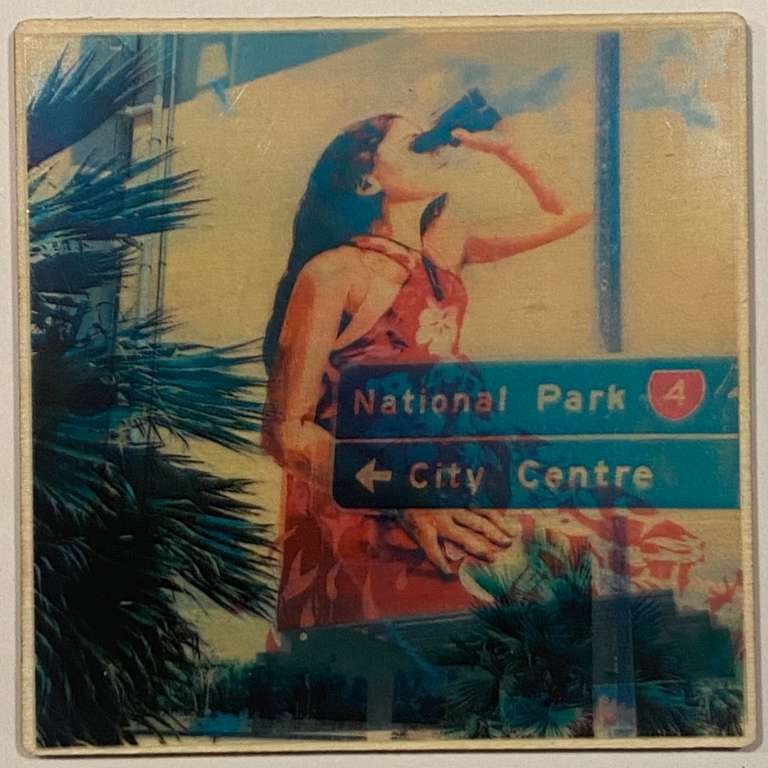 National Park 4
← City Centre